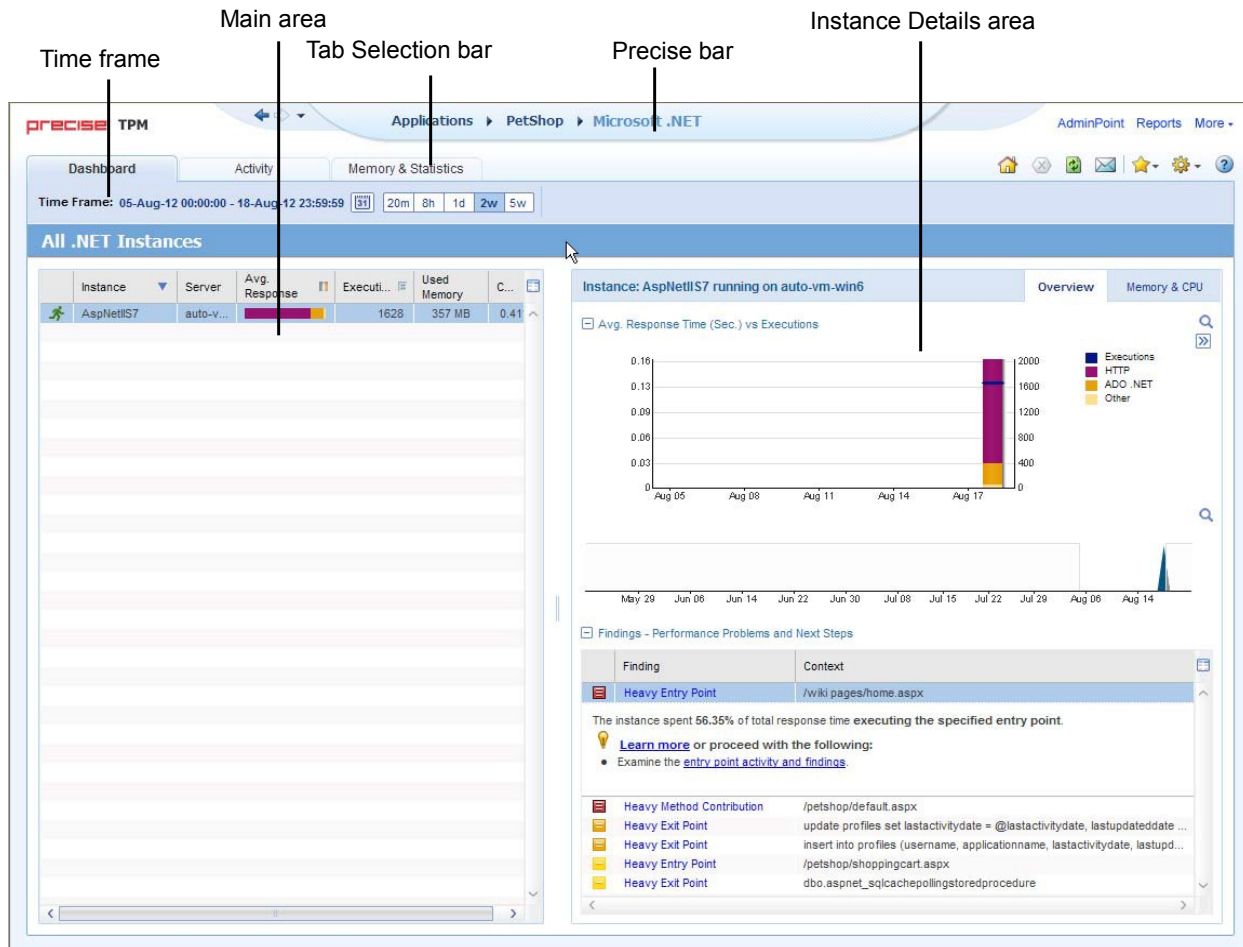 Main area
Instance Details area
Time frame
Tab Selection bar
Precise bar
precise TPM
Applications PetShop Microsoft .NET
AdminPoint Reports More
Dashboard Activity Memory & Statistics
Time Frame: 05-Aug-12 00:00:00 - 18-Aug-12 23:59:59 31 20m 8h 1d 2w 5w
All .NET Instances
Instance Server Avg. Response Executi... Used Memory C...
AspNetIIS7 auto-v... 1628 357 MB 0.41
Instance: AspNetIIS7 running on auto-vm-win6
Overview Memory & CPU
Avg. Response Time (Sec.) vs Executions
0.16 2000
0.13 1600
0.09 1200
0.06 800
0.03 400
0 0
Aug 05 Aug 08 Aug 11 Aug 14 Aug 17
Executions
HTTP
ADO .NET
Other
May 29 Jun 06 Jun 14 Jun 22 Jun 30 Jul 08 Jul 15 Jul 22 Jul 29 Aug 06 Aug 14
Findings - Performance Problems and Next Steps
Finding Context
Heavy Entry Point /wiki pages/home.aspx
The instance spent 56.35% of total response time executing the specified entry point.
Learn more or proceed with the following:
• Examine the entry point activity and findings.
Heavy Method Contribution /petshop/default.aspx
Heavy Exit Point update profiles set lastactivitydate = @lastactivitydate, lastupdateddate ...
Heavy Exit Point insert into profiles (username, applicationname, lastactivitydate, lastupd...
Heavy Entry Point /petshop/shoppingcart.aspx
Heavy Exit Point dbo.aspnet_sqlcachepollingstoredprocedure